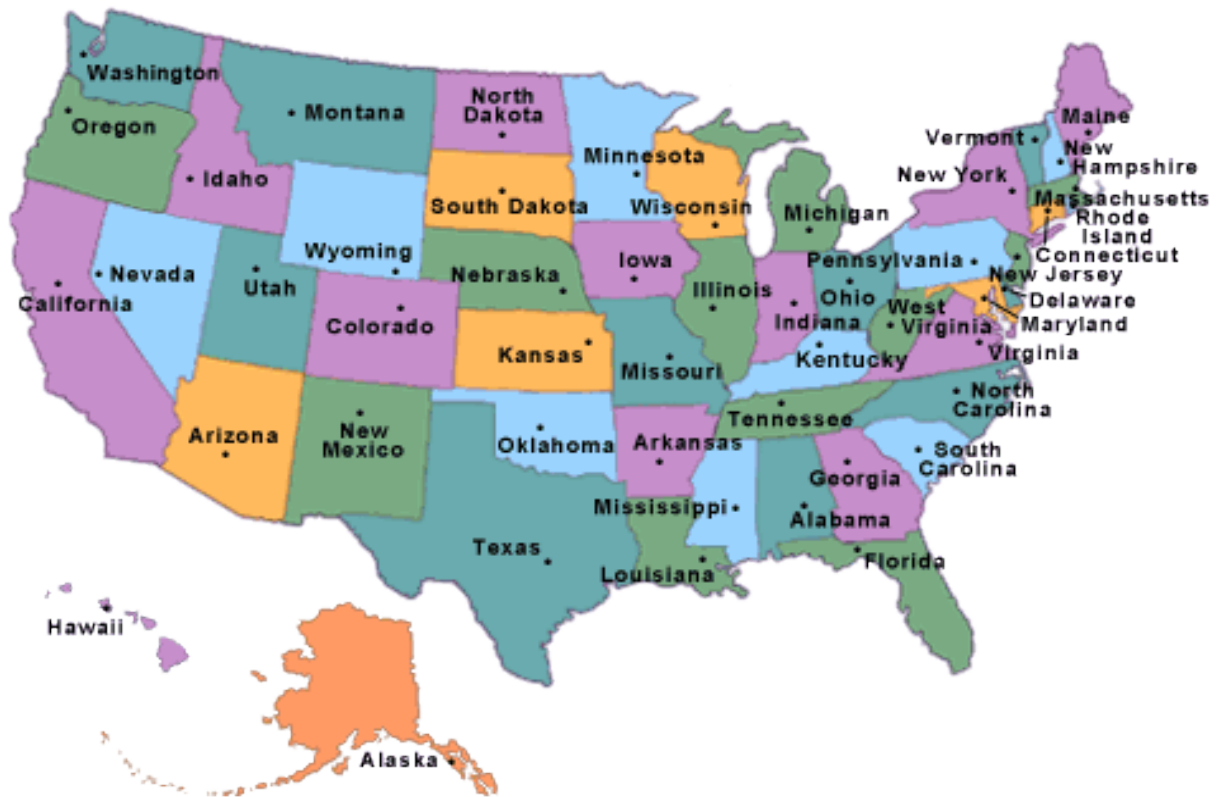 Washington
Montana
North
Dakota
Oregon
Idaho
Minnesota
South Dakota
Wisconsin
Michigan
Maine
Vermont
New
Hampshire
New York
Massachusetts
Rhode
Island
Connecticut
New Jersey
Delaware
Maryland
Wyoming
Nevada
Utah
California
Colorado
Nebraska
Iowa
Illinois
Indiana
Ohio
Pennsylvania
West
Virginia
Virginia
Kansas
Missouri
Kentucky
North
Carolina
Tennessee
South
Carolina
Arizona
New
Mexico
Oklahoma
Arkansas
Georgia
Mississippi
Alabama
Texas
Louisiana
Florida
Hawaii
Alaska